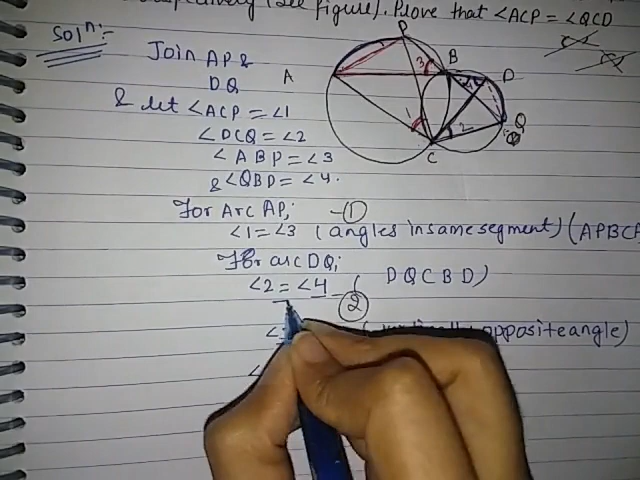 (see figure). Prove that ∠ACP = ∠QCD
Solⁿ:-
Join AP &
DQ
& let ∠ACP = ∠1
∠DCQ = ∠2
∠ABP = ∠3
& ∠QBD = ∠4.
A
P
3
B
D
4
1
2
Q
C
For Arc AP; - ①
∠1 = ∠3 (angles in same segment) (APBCA
For arc DQ;
∠2 = ∠4 ( DQCBD)
②
opposite angle)